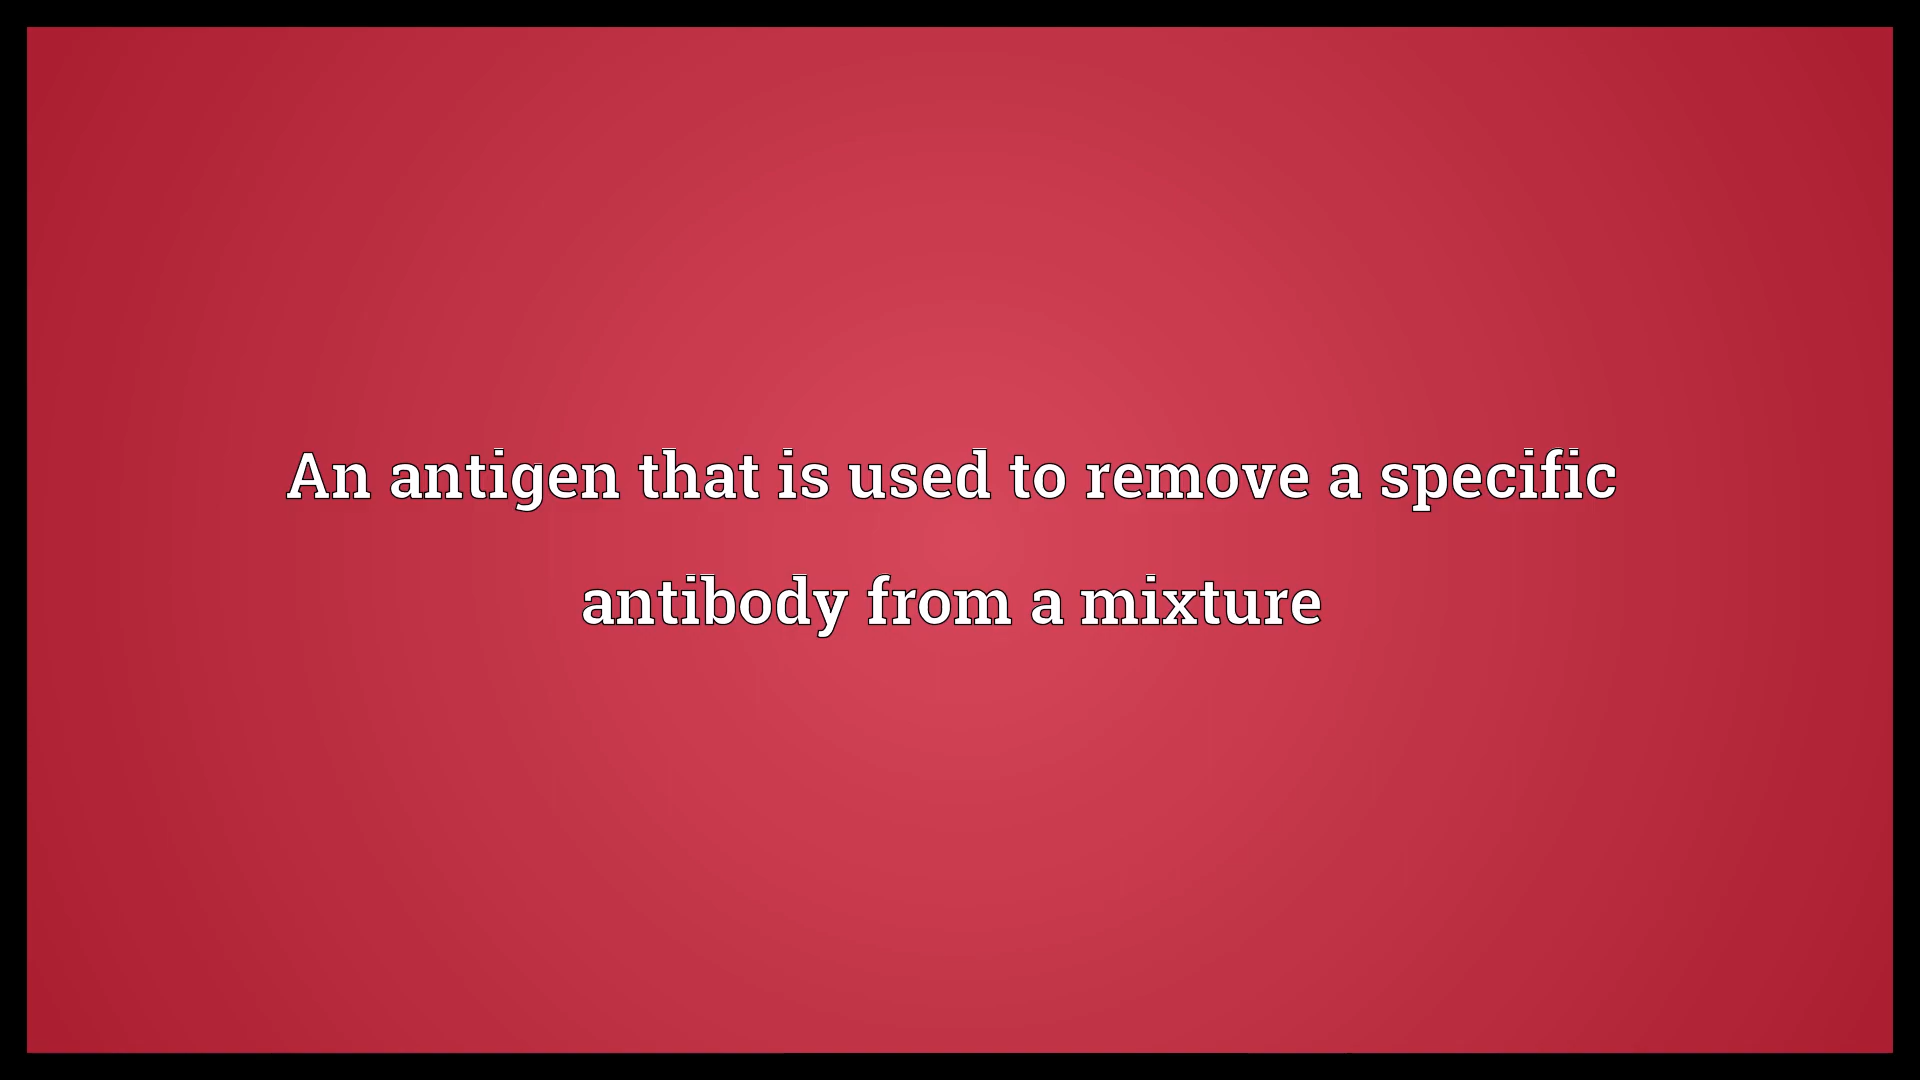 An antigen that is used to remove a specific
antibody from a mixture